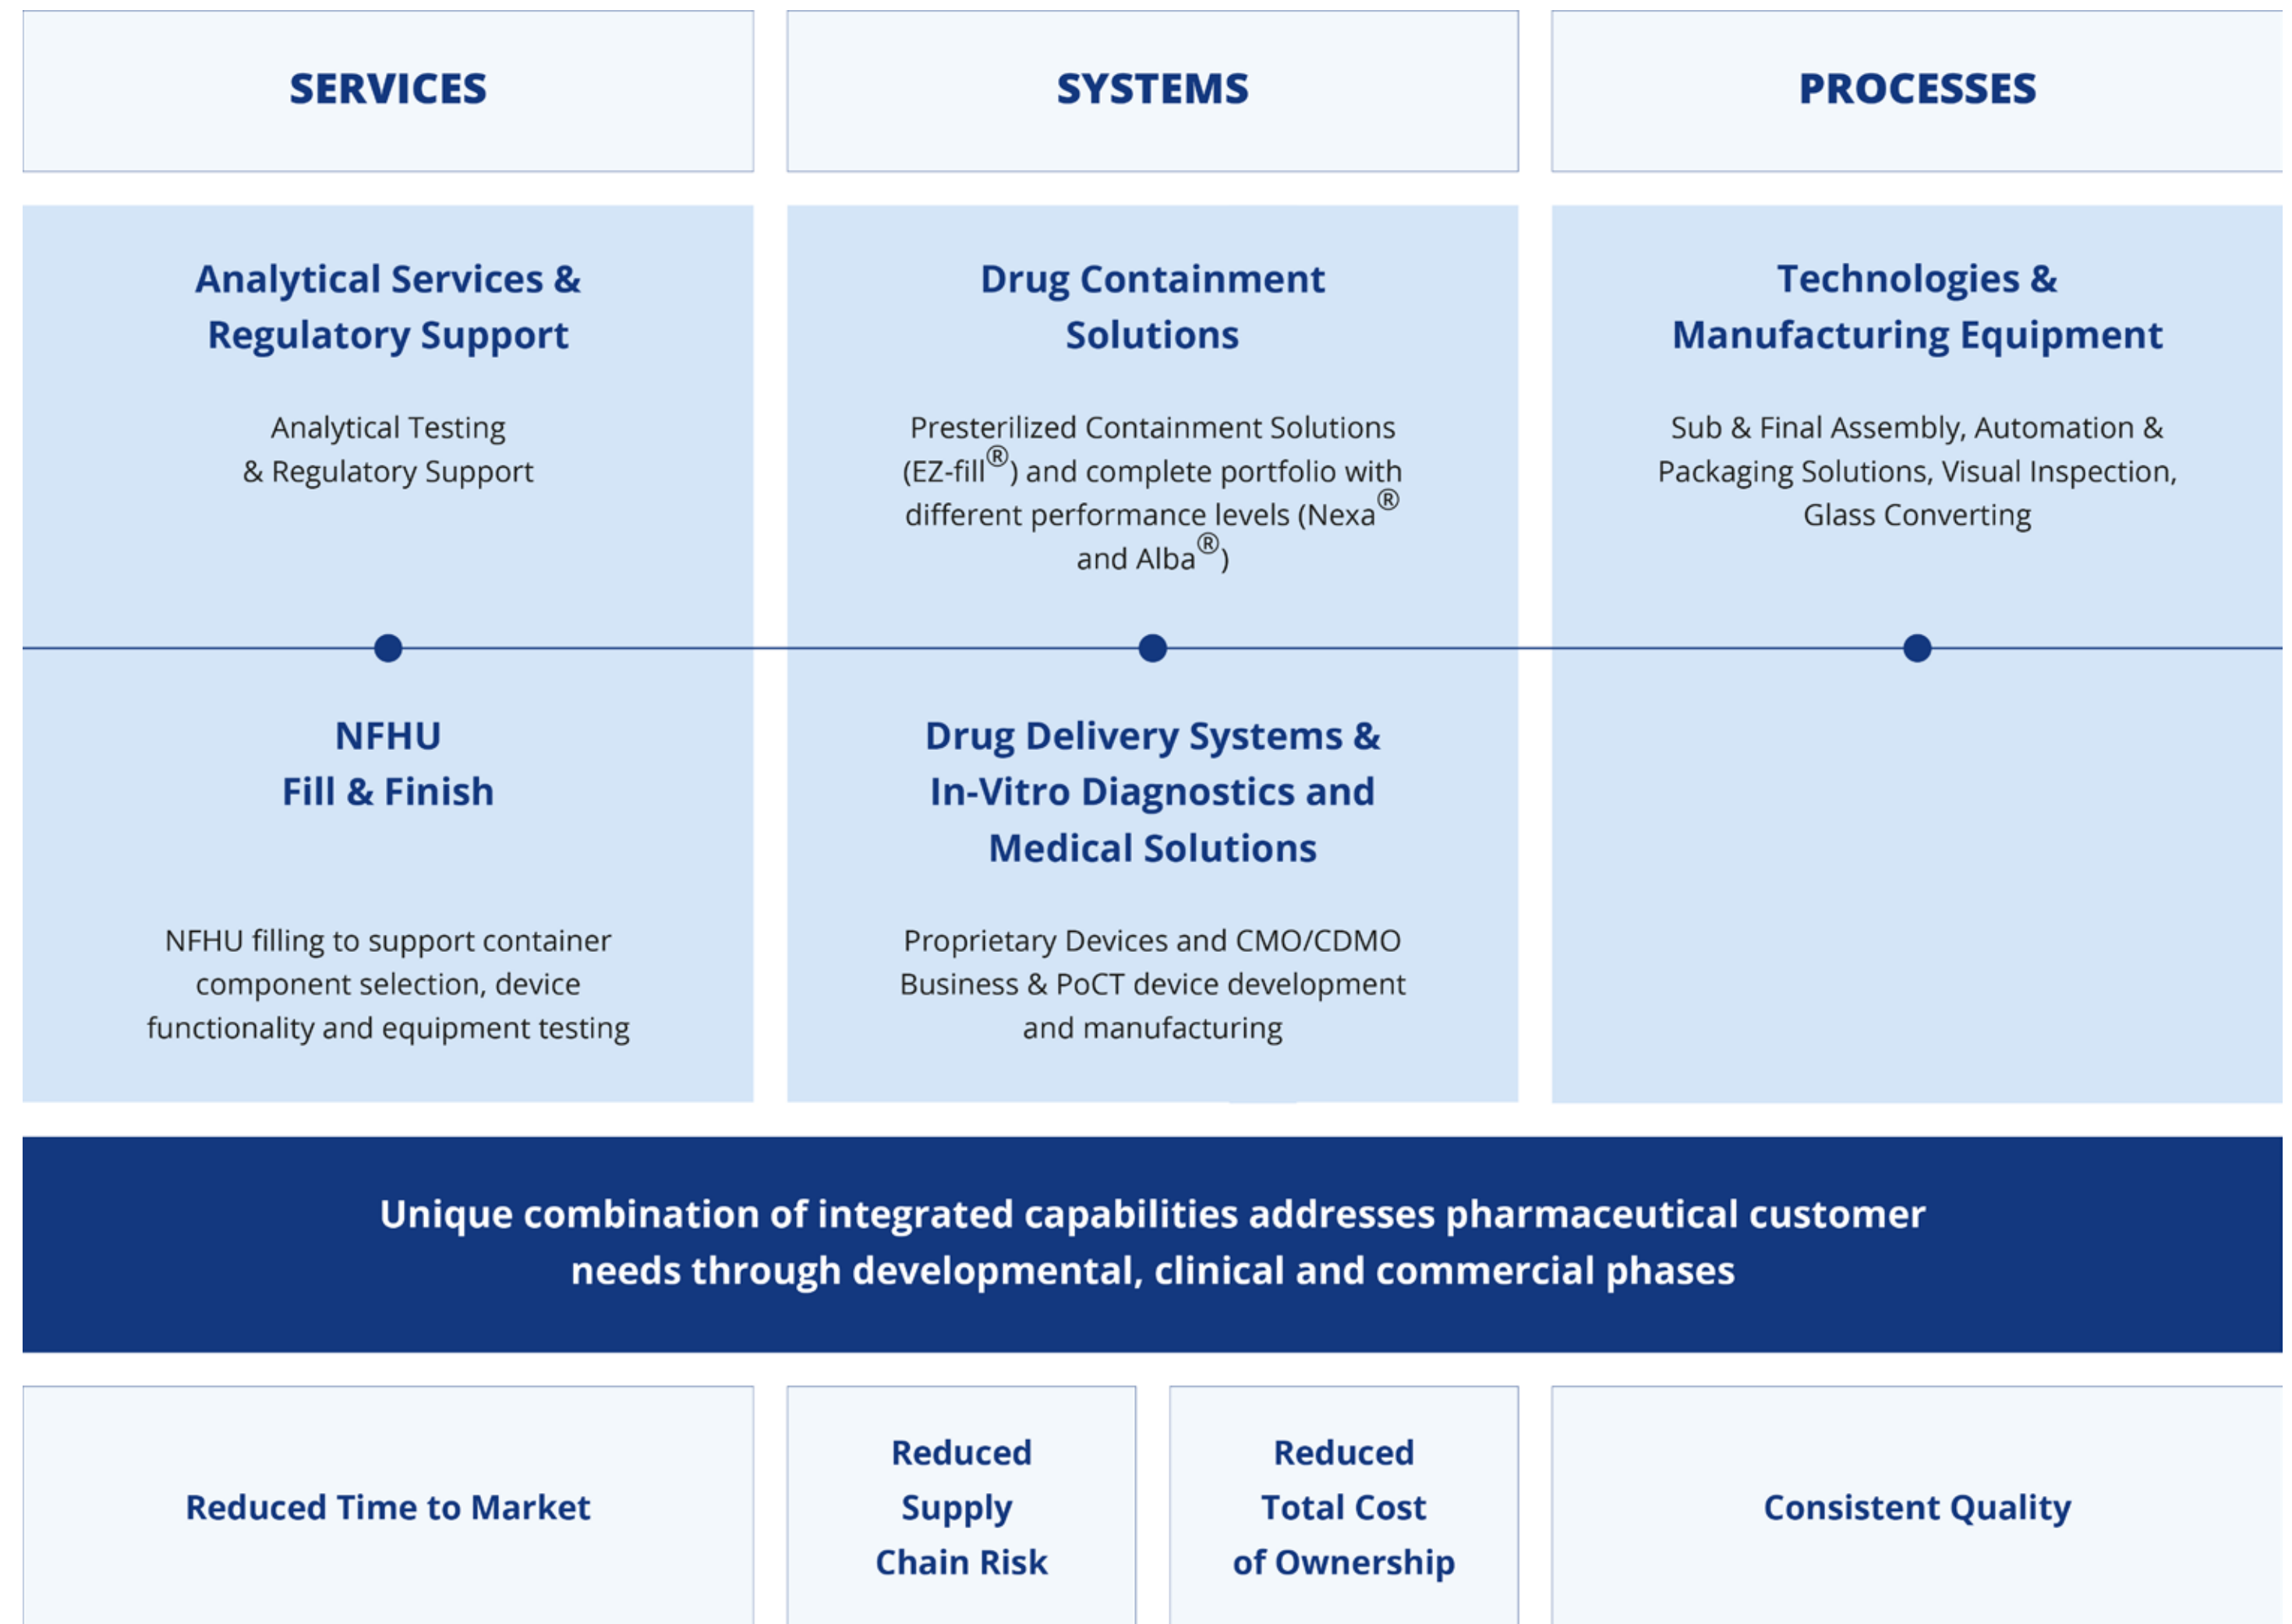 SERVICES
SYSTEMS
PROCESSES
Analytical Services &
Regulatory Support
Analytical Testing
& Regulatory Support
Drug Containment
Solutions
Presterilized Containment Solutions
(EZ-fill®) and complete portfolio with
different performance levels (Nexa®
and Alba®)
Technologies &
Manufacturing Equipment
Sub & Final Assembly, Automation &
Packaging Solutions, Visual Inspection,
Glass Converting
NFHU
Fill & Finish
NFHU filling to support container
component selection, device
functionality and equipment testing
Drug Delivery Systems &
In-Vitro Diagnostics and
Medical Solutions
Proprietary Devices and CMO/CDMO
Business & PoCT device development
and manufacturing
Unique combination of integrated capabilities addresses pharmaceutical customer
needs through developmental, clinical and commercial phases
Reduced Time to Market
Reduced
Supply
Chain Risk
Reduced
Total Cost
of Ownership
Consistent Quality